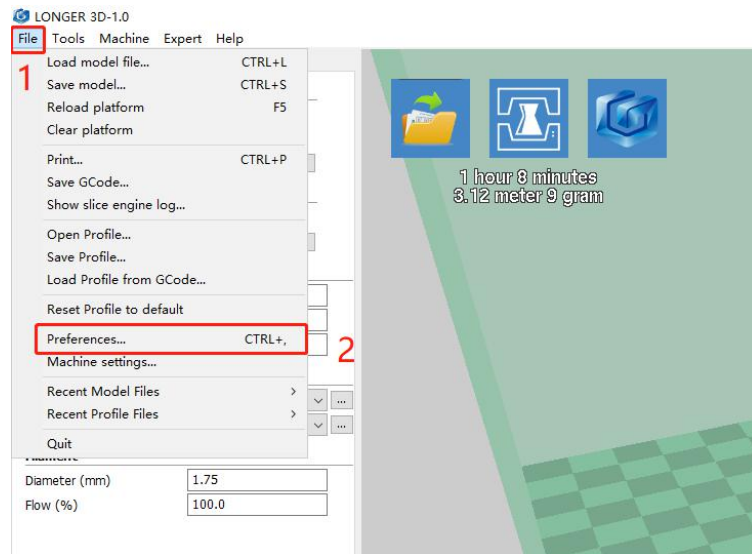 LONGER 3D-1.0
File Tools Machine Expert Help
1
Load model file... CTRL+L
Save model... CTRL+S
Reload platform F5
Clear platform
Print... CTRL+P
Save GCode...
Show slice engine log...
Open Profile...
Save Profile...
Load Profile from GCode...
Reset Profile to default
Preferences... CTRL+,
2
Machine settings...
Recent Model Files >
Recent Profile Files >
Quit
Diameter (mm) 1.75
Flow (%) 100.0
1 hour 8 minutes
3.12 meter 9 gram